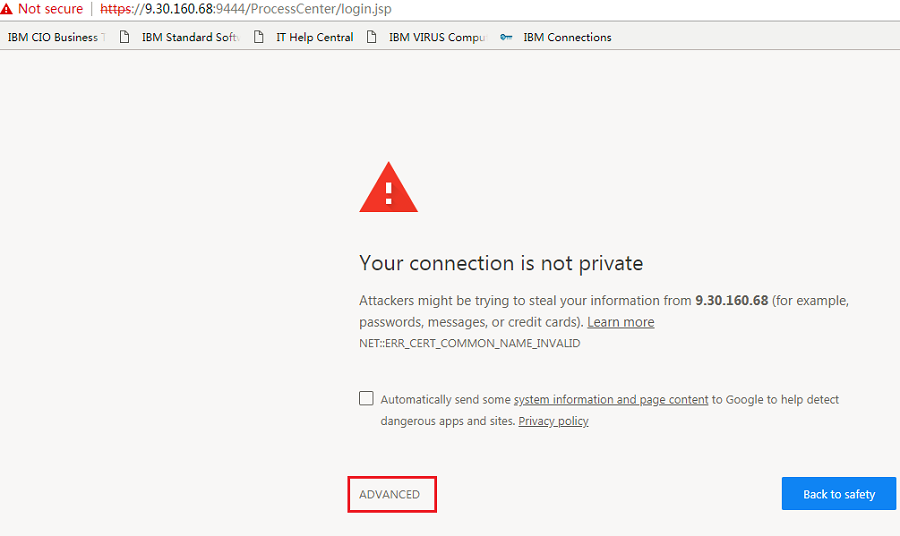 Not secure | https://9.30.160.68:9444/ProcessCenter/login.jsp
IBM CIO Business IBM Standard Soft IT Help Central IBM VIRUS Compu IBM Connections
Your connection is not private
Attackers might be trying to steal your information from 9.30.160.68 (for example,
passwords, messages, or credit cards). Learn more
NET::ERR_CERT_COMMON_NAME_INVALID
Automatically send some system information and page content to Google to help detect
dangerous apps and sites. Privacy policy
ADVANCED
Back to safety